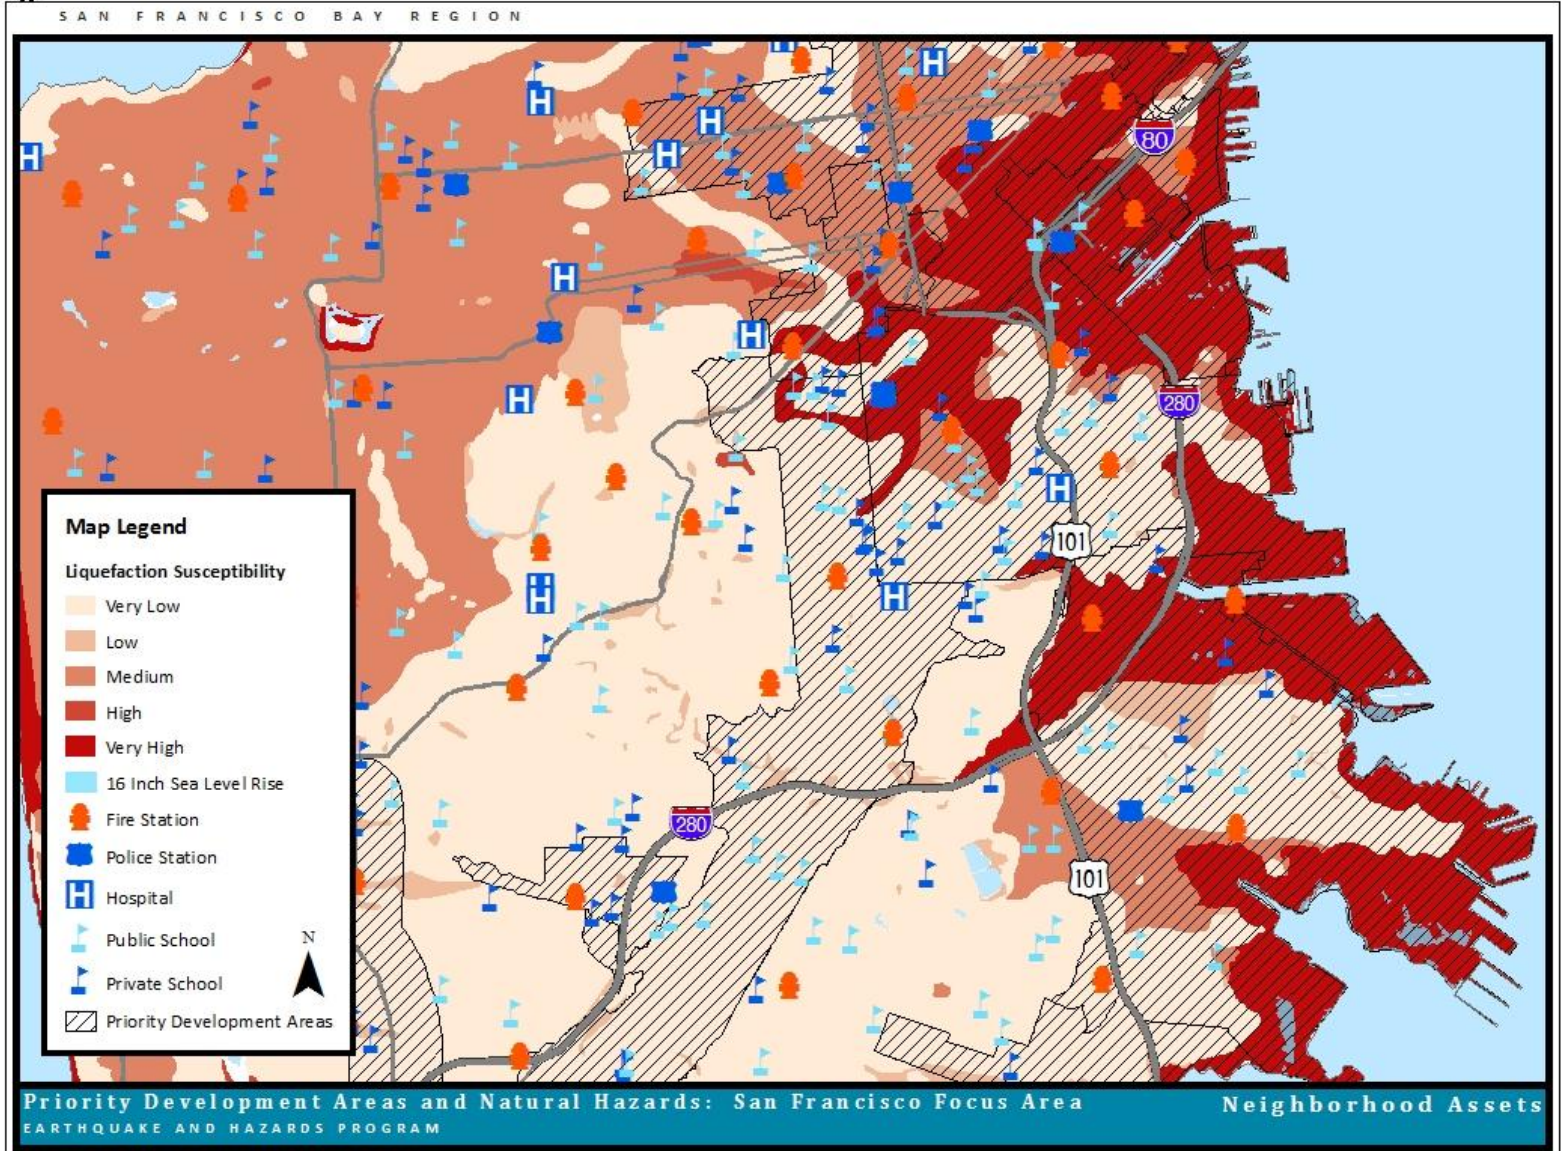 SAN FRANCISCO BAY REGION
H
H
H
H
H
H
80
H
H
H
280
H
101
H
H
H
Map Legend
Liquefaction Susceptibility
Very Low
Low
Medium
High
Very High
16 Inch Sea Level Rise
Fire Station
Police Station
H Hospital
Public School
Private School
N
Priority Development Areas
280
101
Priority Development Areas and Natural Hazards: San Francisco Focus Area
Neighborhood Assets
EARTHQUAKE AND HAZARDS PROGRAM